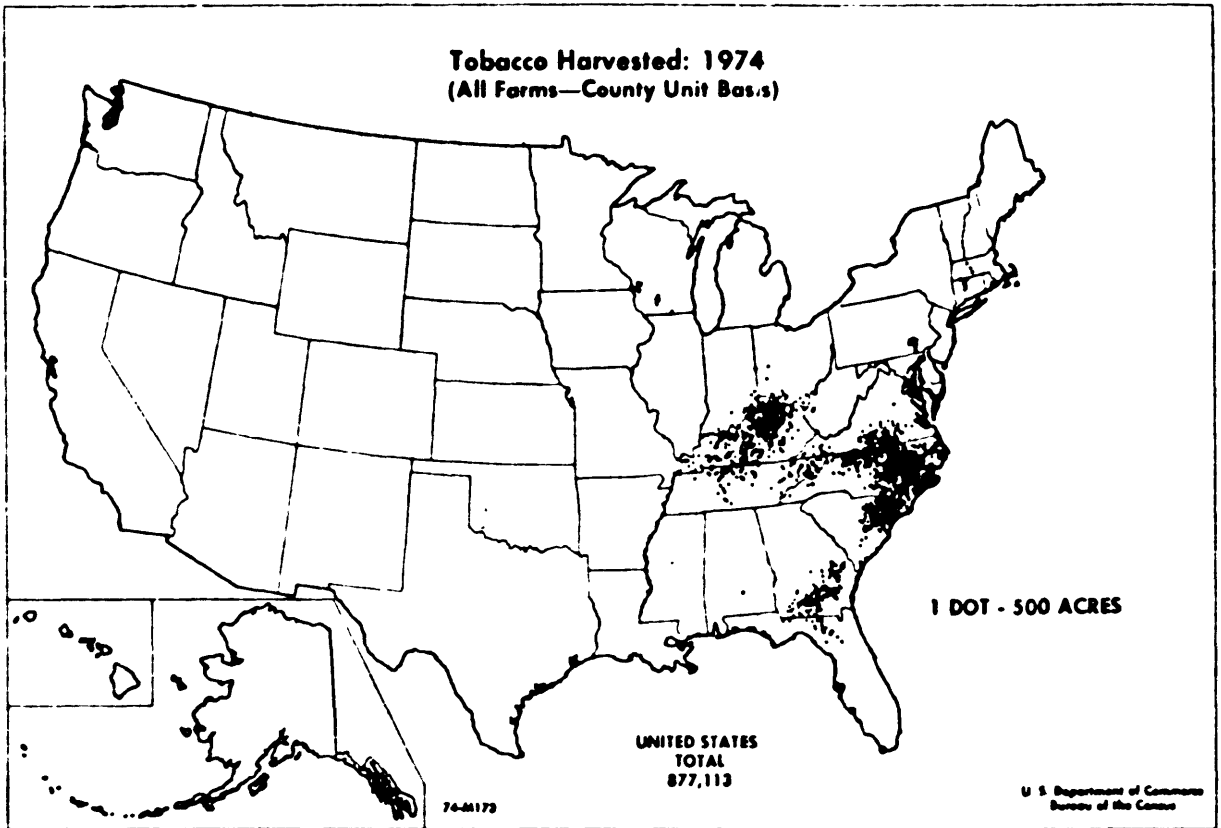 Tobacco Harvested: 1974
(All Farms—County Unit Basis)
1 DOT - 500 ACRES
UNITED STATES
TOTAL
877,113
74-M173
U. S. Department of Commerce
Bureau of the Census